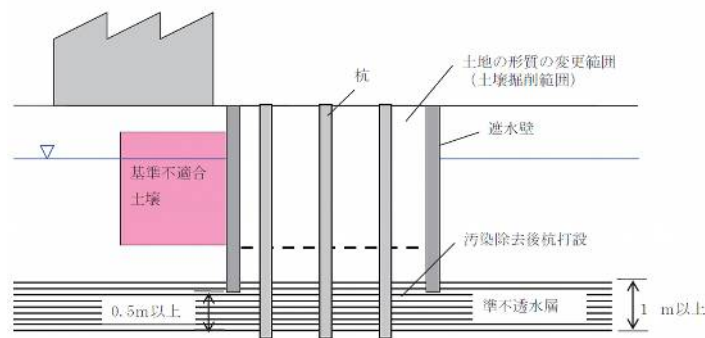 土地の形質の変更範囲
（土壌掘削範囲）
杭
遮水壁
基準不適合
土壌
汚染除去後杭打設
0.5m以上
準不透水層
1 m以上